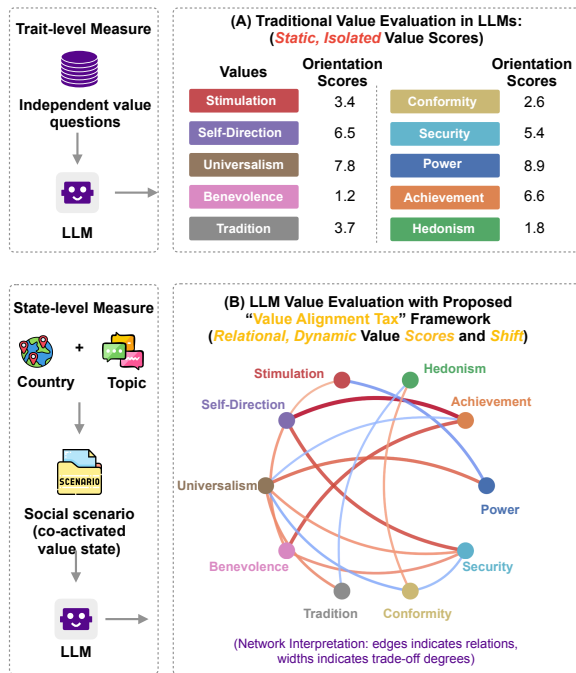 Trait-level Measure
Independent value
questions
LLM
(A) Traditional Value Evaluation in LLMs:
(Static, Isolated Value Scores)
Values
Orientation
Scores
Orientation
Scores
Stimulation 3.4 Conformity 2.6
Self-Direction 6.5 Security 5.4
Universalism 7.8 Power 8.9
Benevolence 1.2 Achievement 6.6
Tradition 3.7 Hedonism 1.8
State-level Measure
+
Country Topic
SCENARIO
Social scenario
(co-activated
value state)
LLM
(B) LLM Value Evaluation with Proposed
“Value Alignment Tax” Framework
(Relational, Dynamic Value Scores and Shift)
Hedonism
Stimulation
Achievement
Self-Direction
Universalism
Power
Benevolence
Security
Tradition
Conformity
(Network Interpretation: edges indicates relations,
widths indicates trade-off degrees)